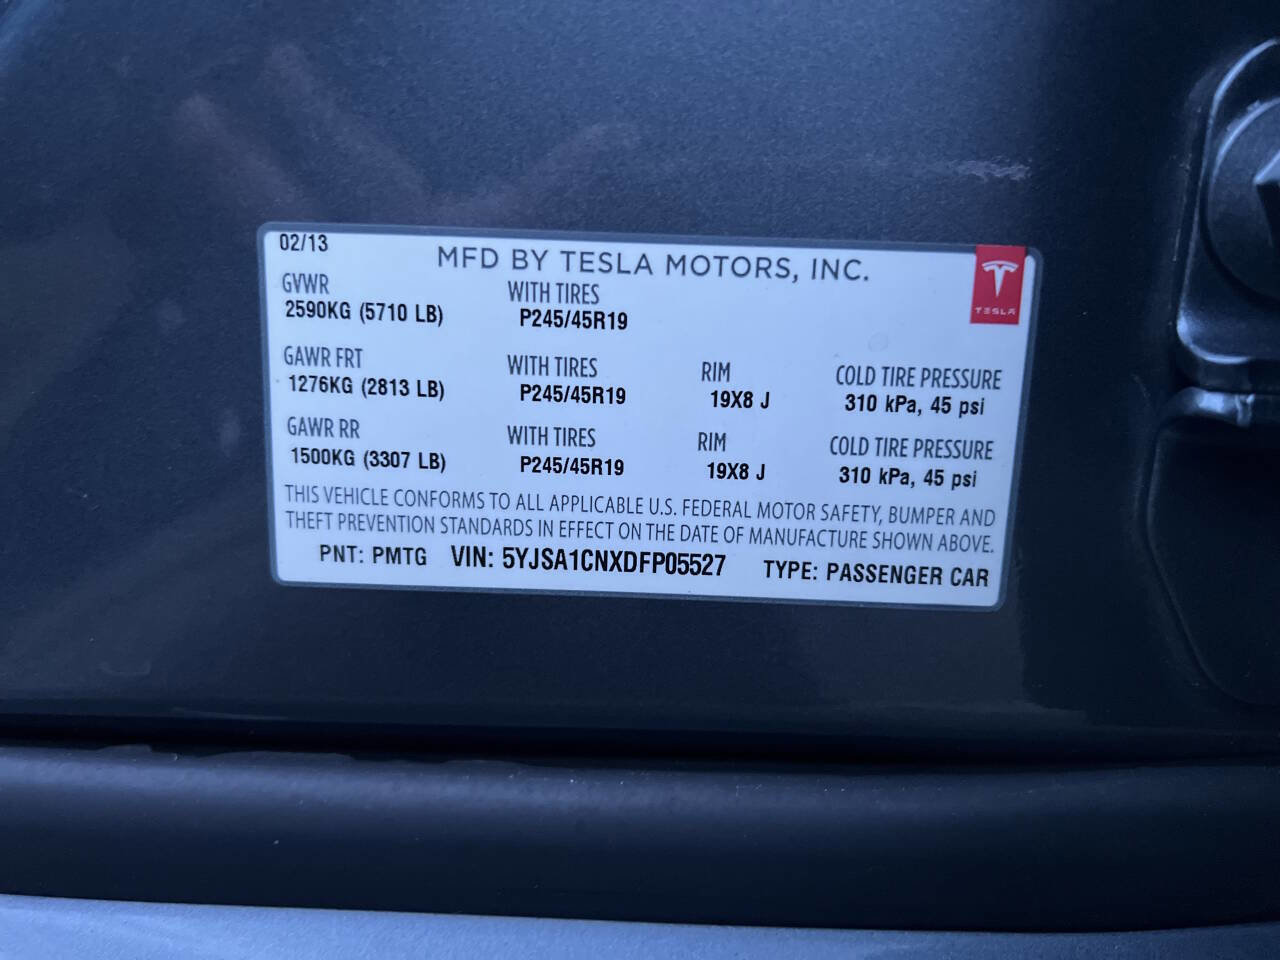 02/13
MFD BY TESLA MOTORS, INC.
TESLA
GVWR WITH TIRES
2590KG (5710 LB) P245/45R19
GAWR FRT WITH TIRES RIM COLD TIRE PRESSURE
1276KG (2813 LB) P245/45R19 19X8 J 310 kPa, 45 psi
GAWR RR WITH TIRES RIM COLD TIRE PRESSURE
1500KG (3307 LB) P245/45R19 19X8 J 310 kPa, 45 psi
THIS VEHICLE CONFORMS TO ALL APPLICABLE U.S. FEDERAL MOTOR SAFETY, BUMPER AND
THEFT PREVENTION STANDARDS IN EFFECT ON THE DATE OF MANUFACTURE SHOWN ABOVE.
PNT: PMTG VIN: 5YJSA1CNXDFP05527 TYPE: PASSENGER CAR